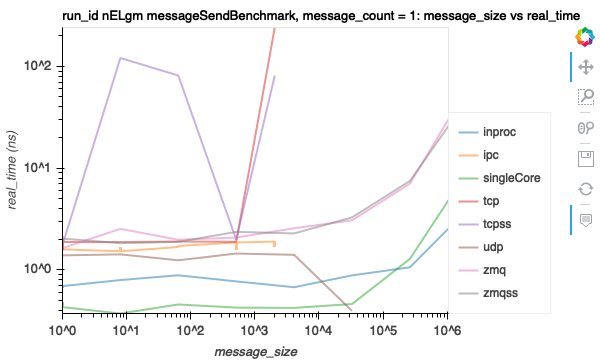 run_id nELgm messageSendBenchmark, message_count = 1: message_size vs real_time
10^2
10^1
10^0
real_time (ns)
10^0
10^1
10^2
10^3
10^4
10^5
10^6
message_size
inproc
ipc
singleCore
tcp
tcpss
udp
zmq
zmqss